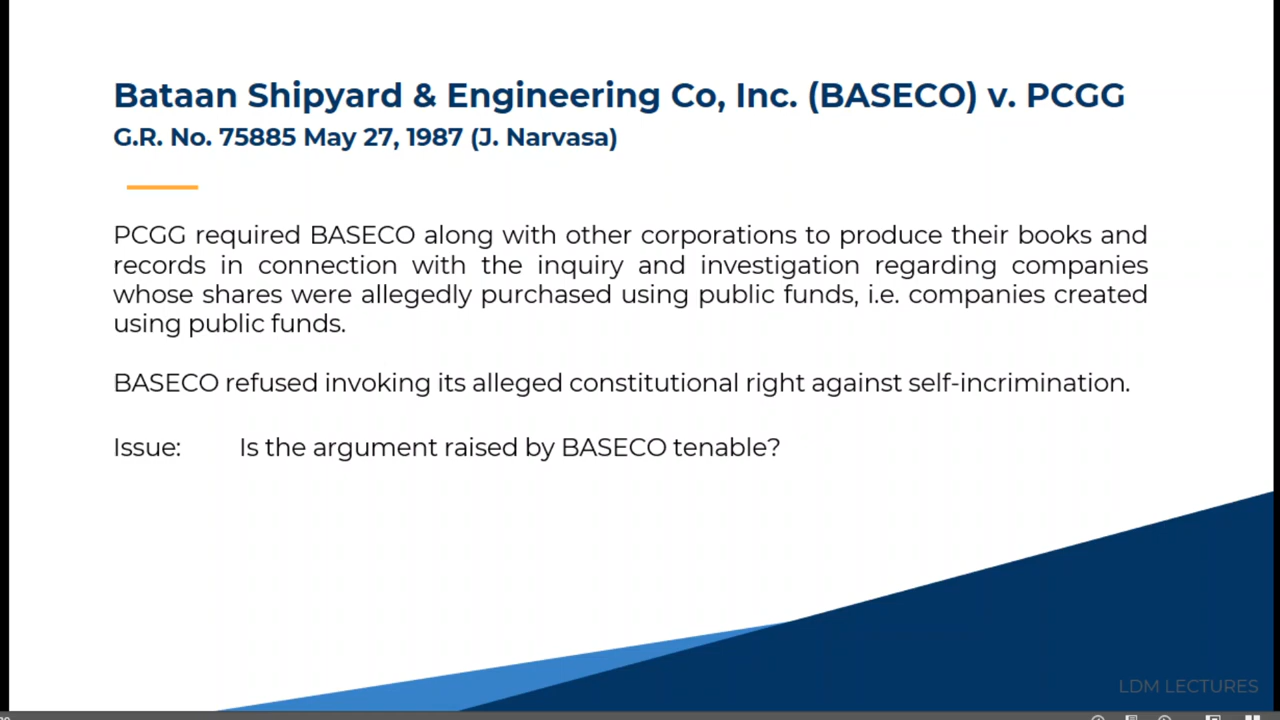 Bataan Shipyard & Engineering Co, Inc. (BASECO) v. PCGG
G.R. No. 75885 May 27, 1987 (J. Narvasa)
PCGG required BASECO along with other corporations to produce their books and
records in connection with the inquiry and investigation regarding companies
whose shares were allegedly purchased using public funds, i.e. companies created
using public funds.
BASECO refused invoking its alleged constitutional right against self-incrimination.
Issue: Is the argument raised by BASECO tenable?
LDM LECTURES